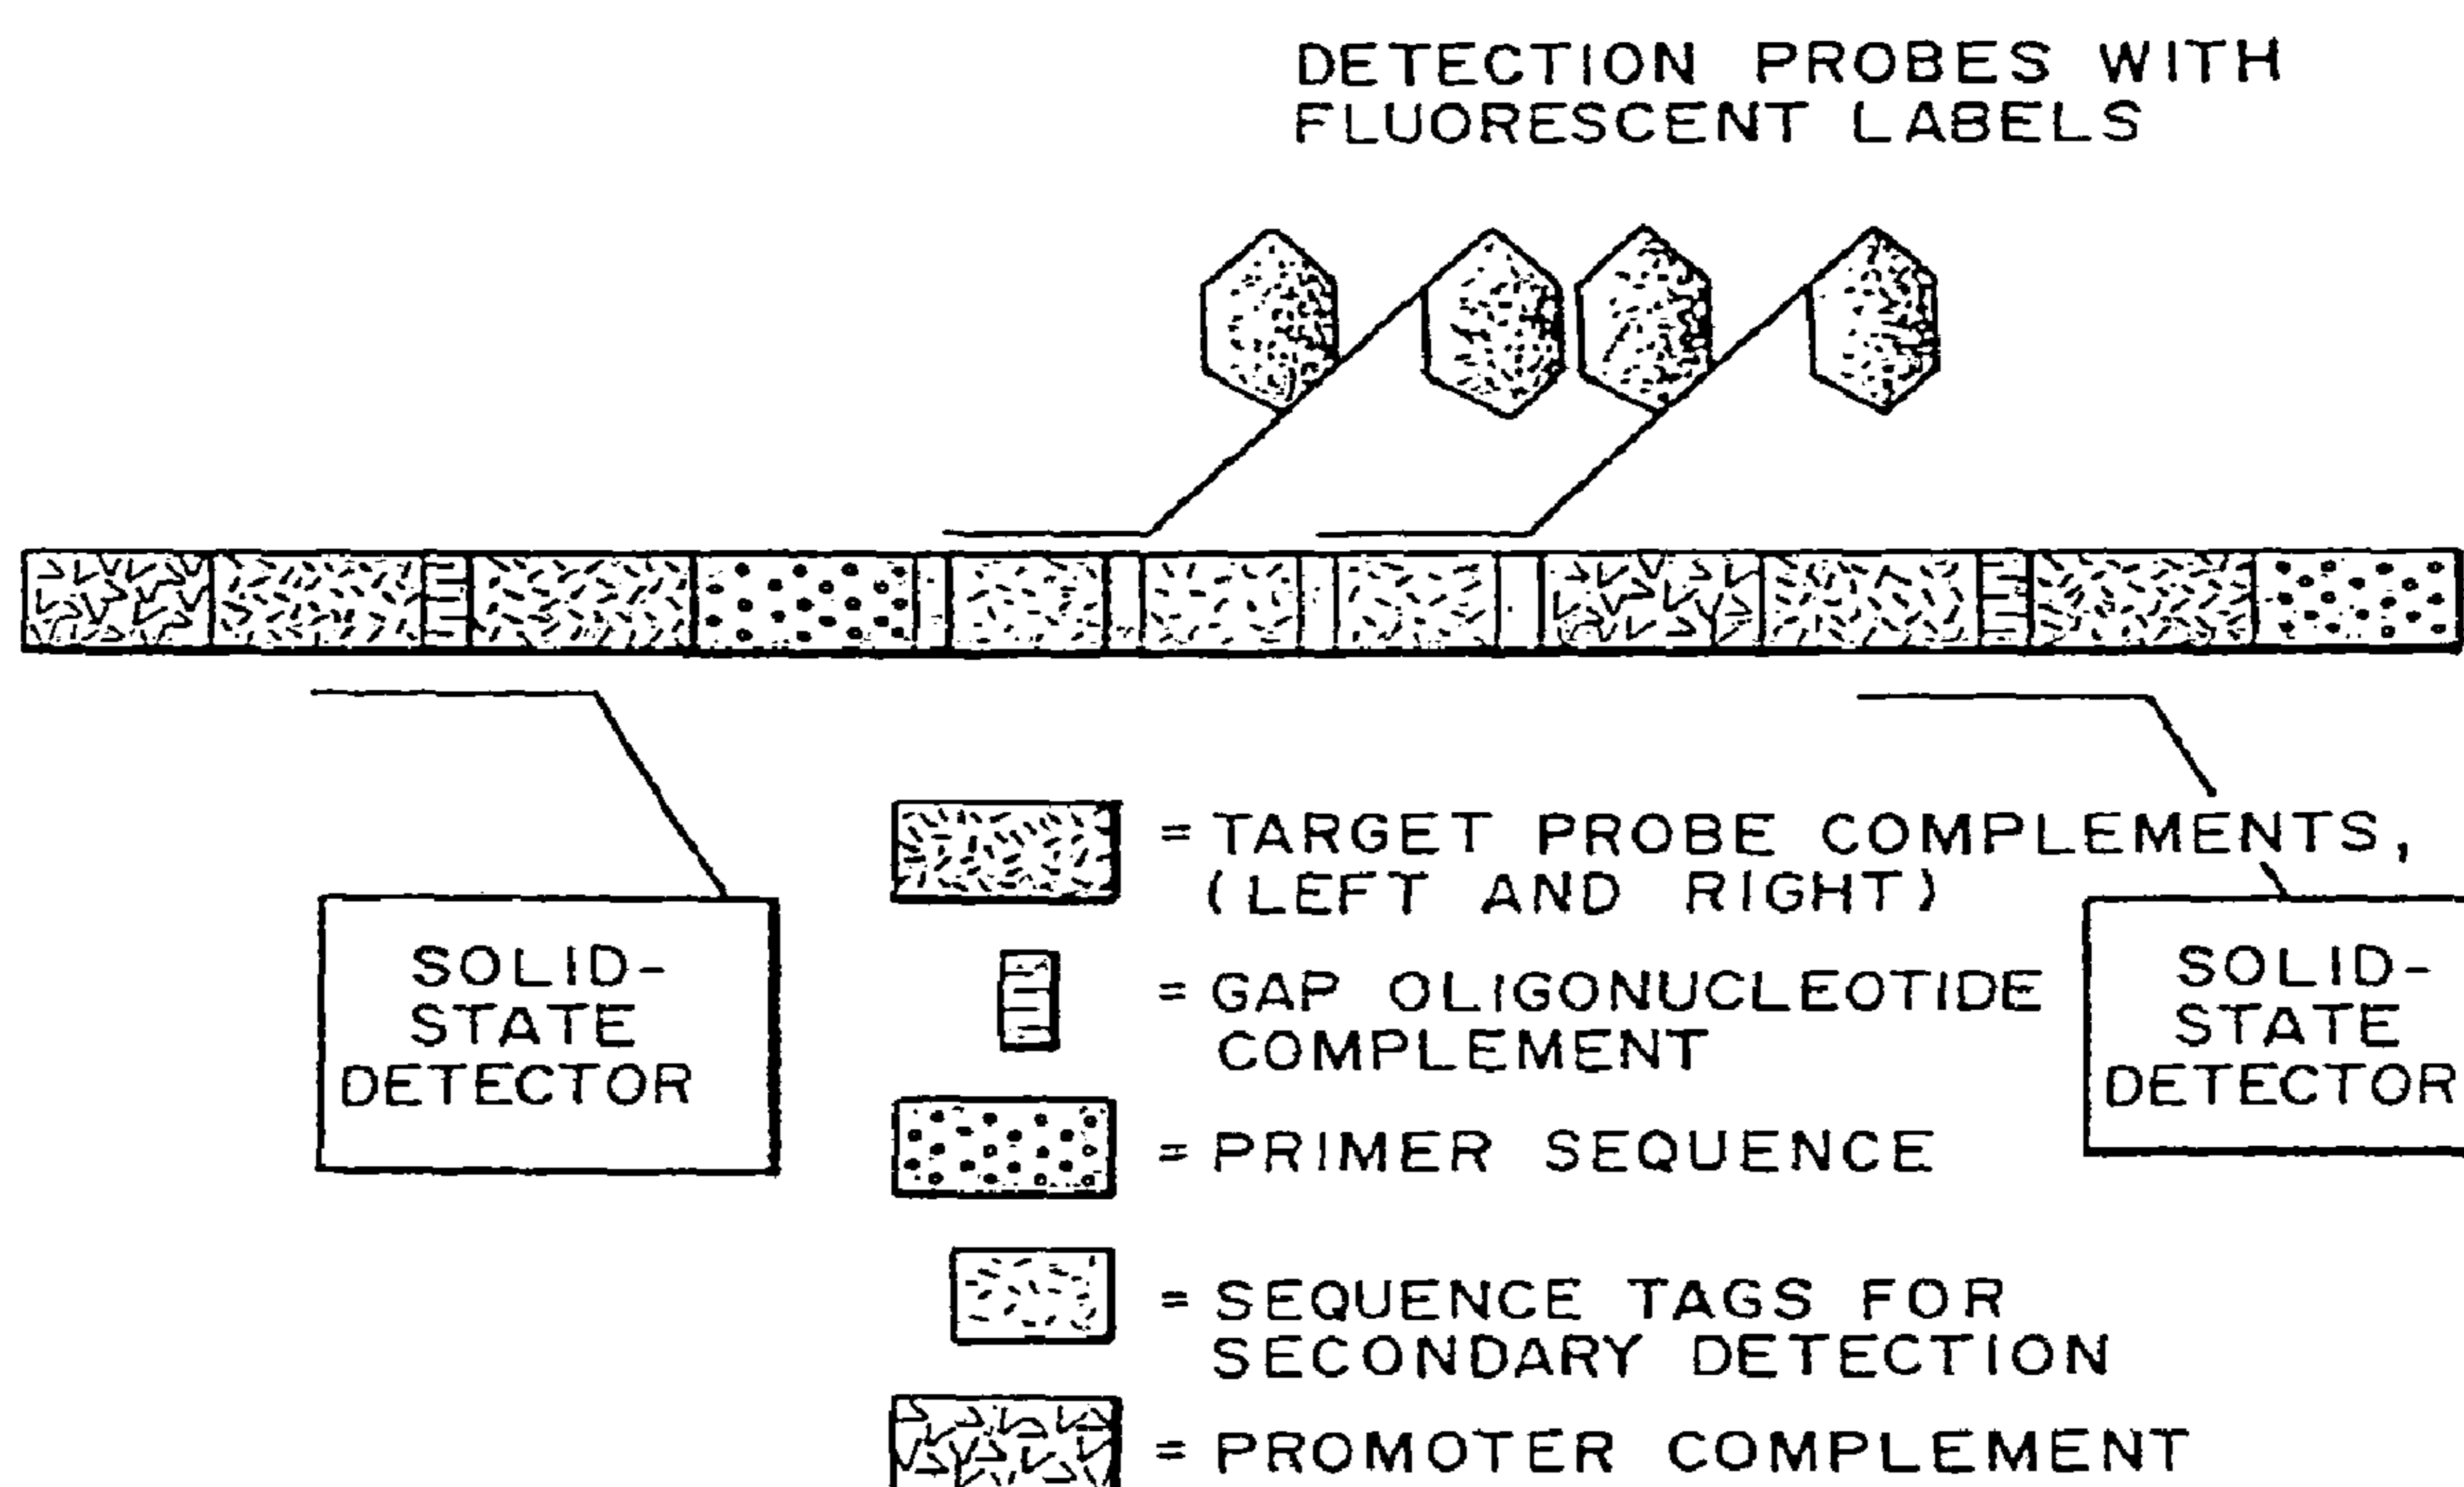 DETECTION PROBES WITH
FLUORESCENT LABELS
= TARGET PROBE COMPLEMENTS,
(LEFT AND RIGHT)
SOLID-
STATE
DETECTOR
= GAP OLIGONUCLEOTIDE
COMPLEMENT
SOLID-
STATE
DETECTOR
= PRIMER SEQUENCE
= SEQUENCE TAGS FOR
SECONDARY DETECTION
= PROMOTER COMPLEMENT